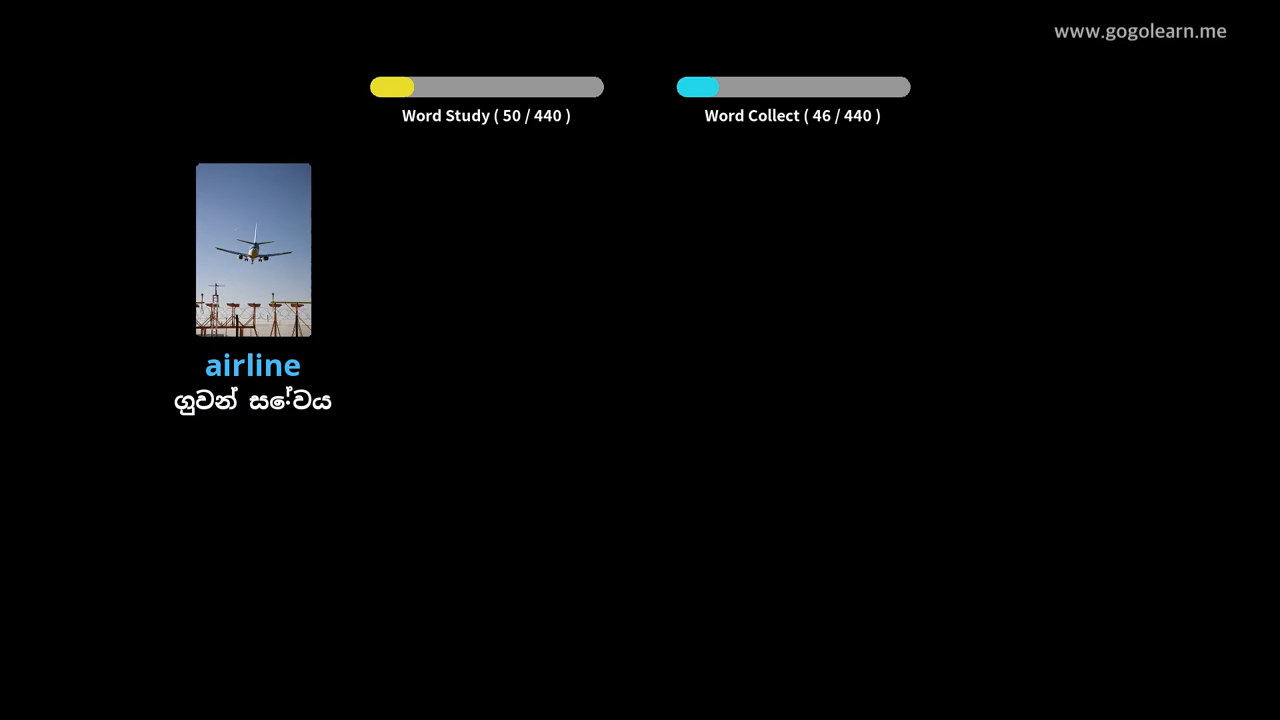 www.gogolearn.me
Word Study ( 50 / 440 )
Word Collect ( 46 / 440 )
airline
ගුවන් සේවය